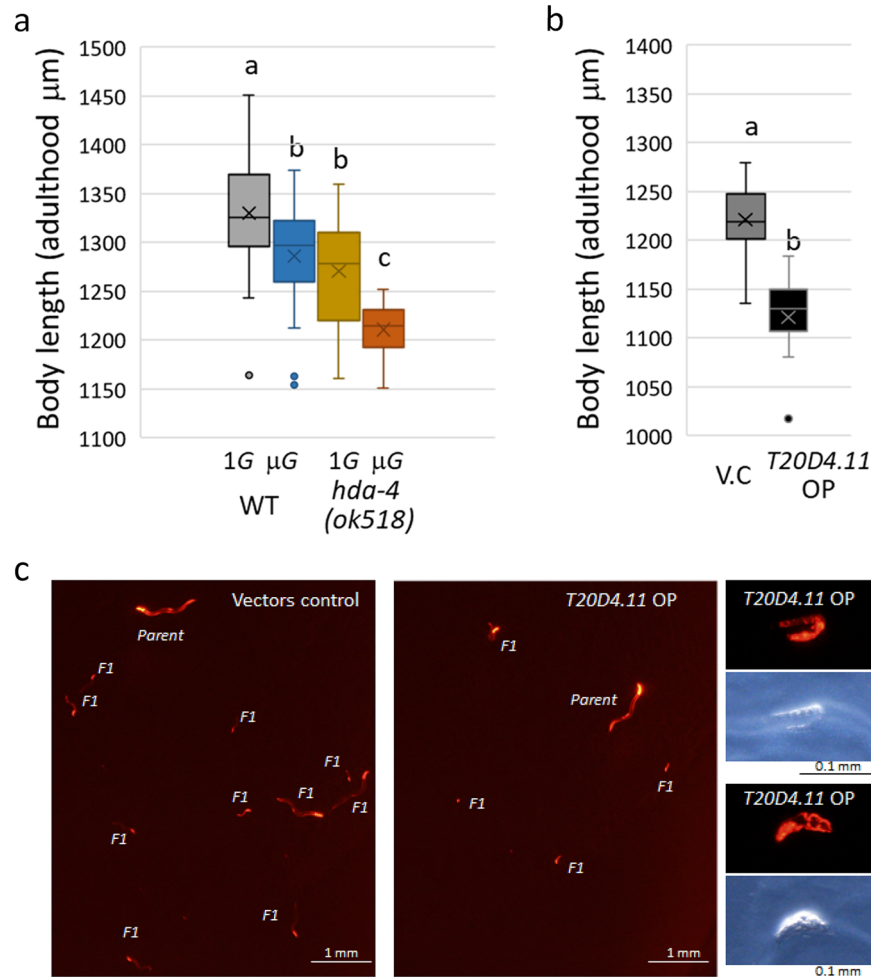 a
Body length (adulthood μm)
1500
1450
1400
1350
1300
1250
1200
1150
1100
a
b
b
c
1G μG 1G μG
WT
hda-4
(ok518)
b
Body length (adulthood μm)
1400
1350
1300
1250
1200
1150
1100
1050
1000
a
b
V.C
T20D4.11
OP
c
Vectors control
Parent
F1
F1
F1
F1
F1
F1
F1
F1
F1
F1
1 mm
T20D4.11 OP
F1
Parent
F1
F1
F1
1 mm
T20D4.11 OP
0.1 mm
T20D4.11 OP
0.1 mm